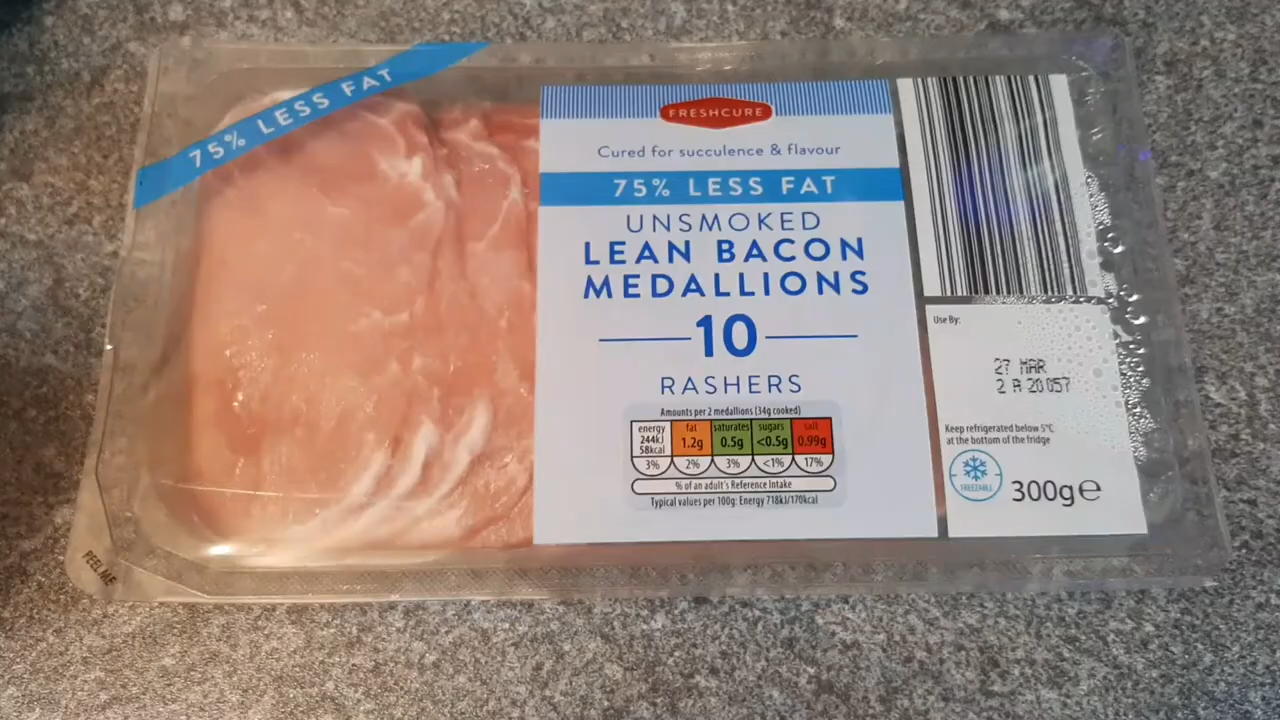 75% LESS FAT
FRESHCURE
Cured for succulence & flavour
75% LESS FAT
UNSMOKED
LEAN BACON
MEDALLIONS
10
RASHERS
Amounts per 2 medallions (34g cooked)
energy 244kJ 58kcal 3%
fat 1.2g 2%
saturates 0.5g 3%
sugars <0.5g <1%
salt 0.99g 17%
% of an adult's Reference Intake
Typical values per 100g: Energy 718kJ/170kcal
Use By:
27 MAR
2 A 20057
Keep refrigerated below 5°C
at the bottom of the fridge
FREEZABLE
300g e
PEEL ME